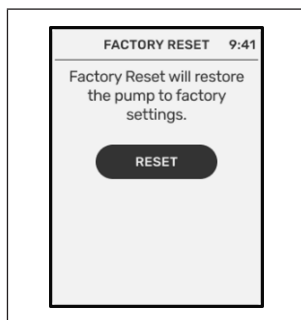 FACTORY RESET 9:41
Factory Reset will restore
the pump to factory
settings.
RESET